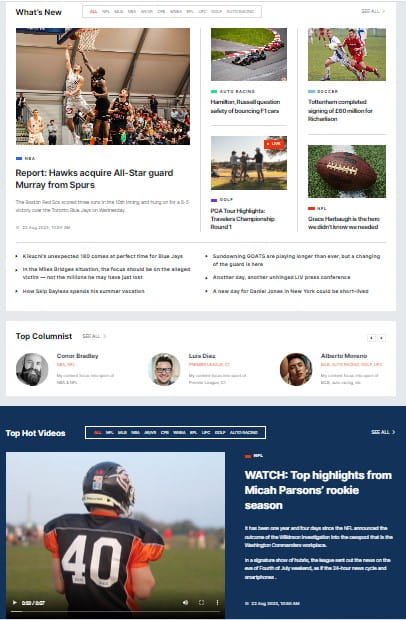 What's New
ALL NFL MLB NBA AR/VR CFB WNBA EPL UFC GOLF AUTO RACING
SEE ALL
NBA
Report: Hawks acquire All-Star guard
Murray from Spurs
The Boston Red Sox scored three runs in the 10th inning and hung on for a 6-5
victory over the Toronto Blue Jays on Wednesday.
22 Aug 2023, 10:56 AM
AUTO RACING
Hamilton, Russell question
safety of bouncing F1 cars
SOCCER
Tottenham completed
signing of £60 million for
Richarlison
LIVE
GOLF
PGA Tour Highlights:
Travelers Championship
Round 1
NFL
Grace Harbaugh is the hero
we didn't know we needed
Kikuchi's unexpected 180 comes at perfect time for Blue Jays
In the Miles Bridges situation, the focus should be on the alleged
victim — not the millions he may have just lost
How Skip Bayless spends his summer vacation
Sundowning GOATS are playing longer than ever, but a changing
of the guard is here
Another day, another unhinged LIV press conference
A new day for Daniel Jones in New York could be short-lived
Top Columnist
SEE ALL
Conor Bradley
NBA, NFL
My content focus into sport of
NBA & NFL
Luis Diaz
PREMIER LEAGUE, C1
My content focus into sport of
Premier League, C1
Alberto Moreno
MLB, AUTO RACING, GOLF, UFC
My content focus into sport of
MLB, auto racing, etc
Top Hot Videos
ALL NFL MLB NBA AR/VR CFB WNBA EPL UFC GOLF AUTO RACING
SEE ALL
40
0:00 / 0:07
NFL
WATCH: Top highlights from
Micah Parsons' rookie
season
It has been one year and four days since the NFL announced the
outcome of the Wilkinson investigation into the cesspool that is the
Washington Commanders workplace.
In a signature show of hubris, the league sent out the news on the
eve of Fourth of July weekend, as if the 24-hour news cycle and
smartphones .
22 Aug 2023, 10:56 AM